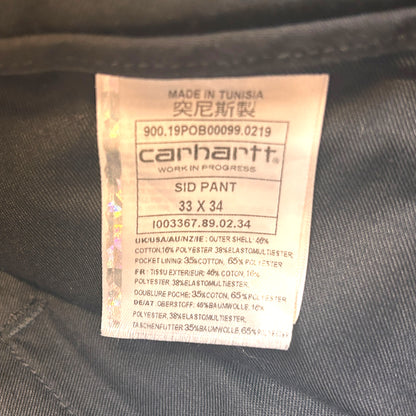 MADE IN TUNISIA
突尼斯製
900.19POB00099.0219
carhartt
WORK IN PROGRESS
SID PANT
33 X 34
I003367.89.02.34
UK/USA/AU/NZ/IE : OUTER SHELL: 46%
COTTON,16% POLYESTER, 38% ELASTOMULTIESTER,
POCKET LINING: 35% COTTON, 65% POLYESTER
FR : TISSU EXTERIEUR: 46% COTON, 16%
POLYESTER, 38% ELASTOMULTIESTER,
DOUBLURE POCHE : 35% COTON, 65% POLYESTER
DE/AT : OBERSTOFF: 46% BAUMWOLLE, 16%
POLYESTER, 38% ELASTOMULTIESTER,
TASCHENFUTTER: 35% BAUMWOLLE, 65% POLYESTER,